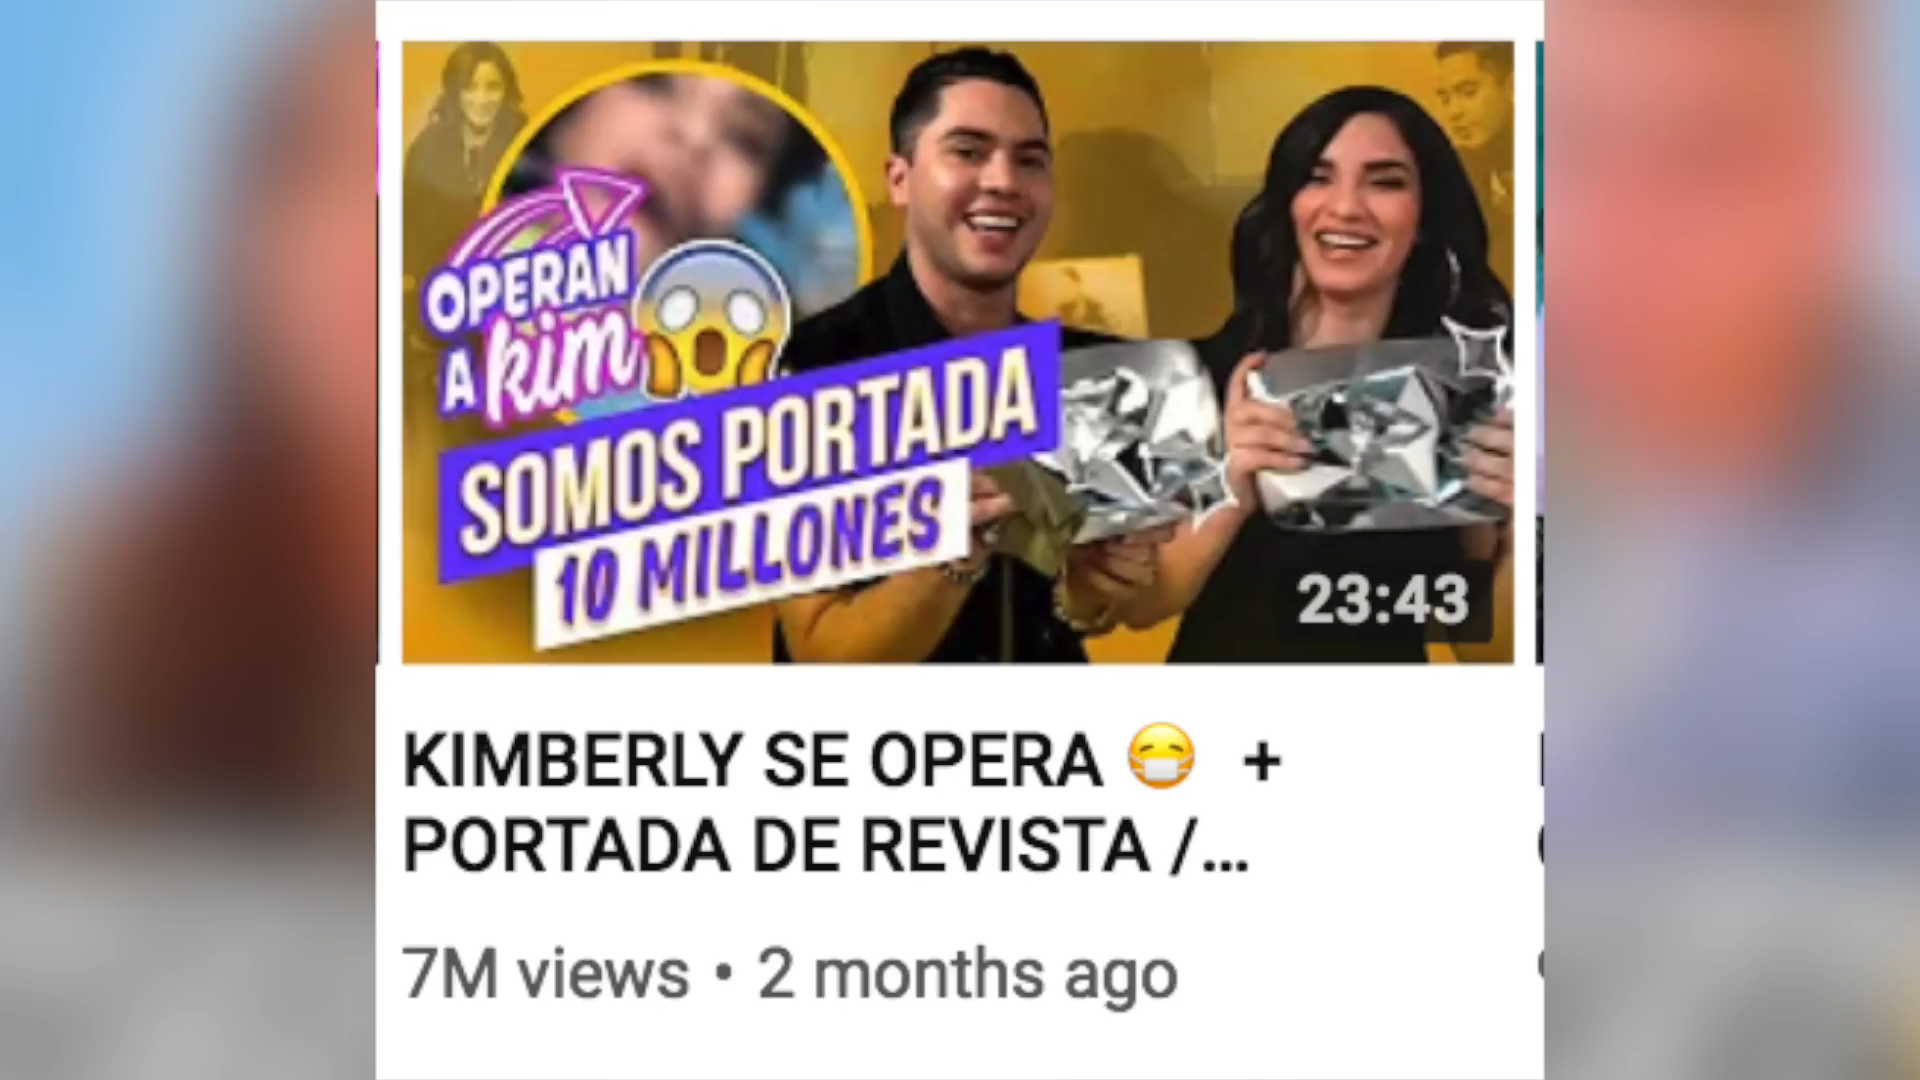 OPERAN
A kim
SOMOS PORTADA
10 MILLONES
23:43
KIMBERLY SE OPERA 😷 +
PORTADA DE REVISTA /...
7M views • 2 months ago